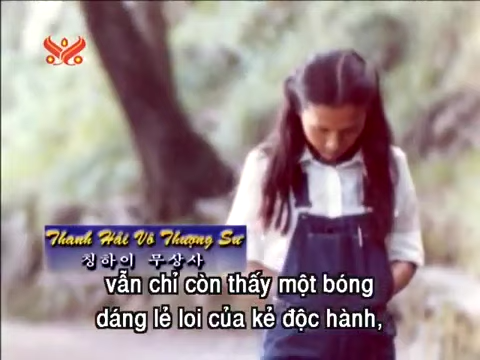 Thanh Hải Vô Thượng Sư
칭하이 무상사
vẫn chỉ còn thấy một bóng
dáng lẻ loi của kẻ độc hành,